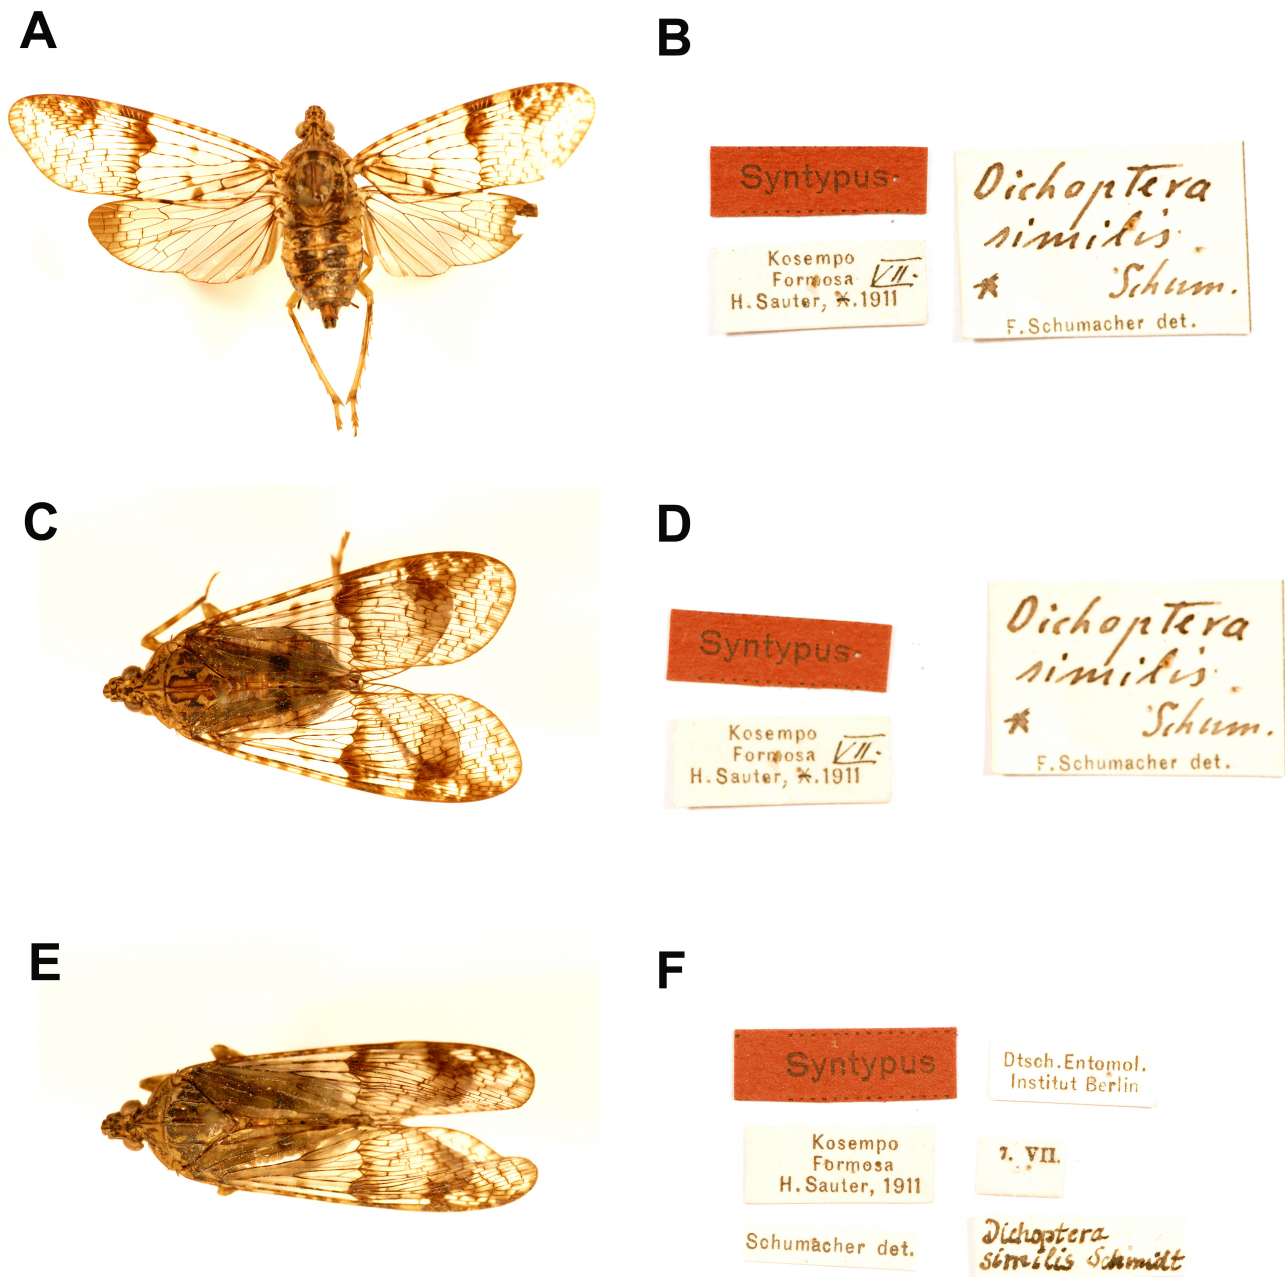 A
B
Syntypus
Kosempo
Formosa VII.
H. Sauter, X.1911
Dichoptera
similis
* Schum.
F. Schumacher det.
C
D
Syntypus
Kosempo
Formosa VII.
H. Sauter, X.1911
Dichoptera
similis
* Schum.
F. Schumacher det.
E
F
Syntypus
Dtsch. Entomol.
Institut Berlin
Kosempo
Formosa
H. Sauter, 1911
7. VII.
Schumacher det.
Dichoptera
similis Schmidt